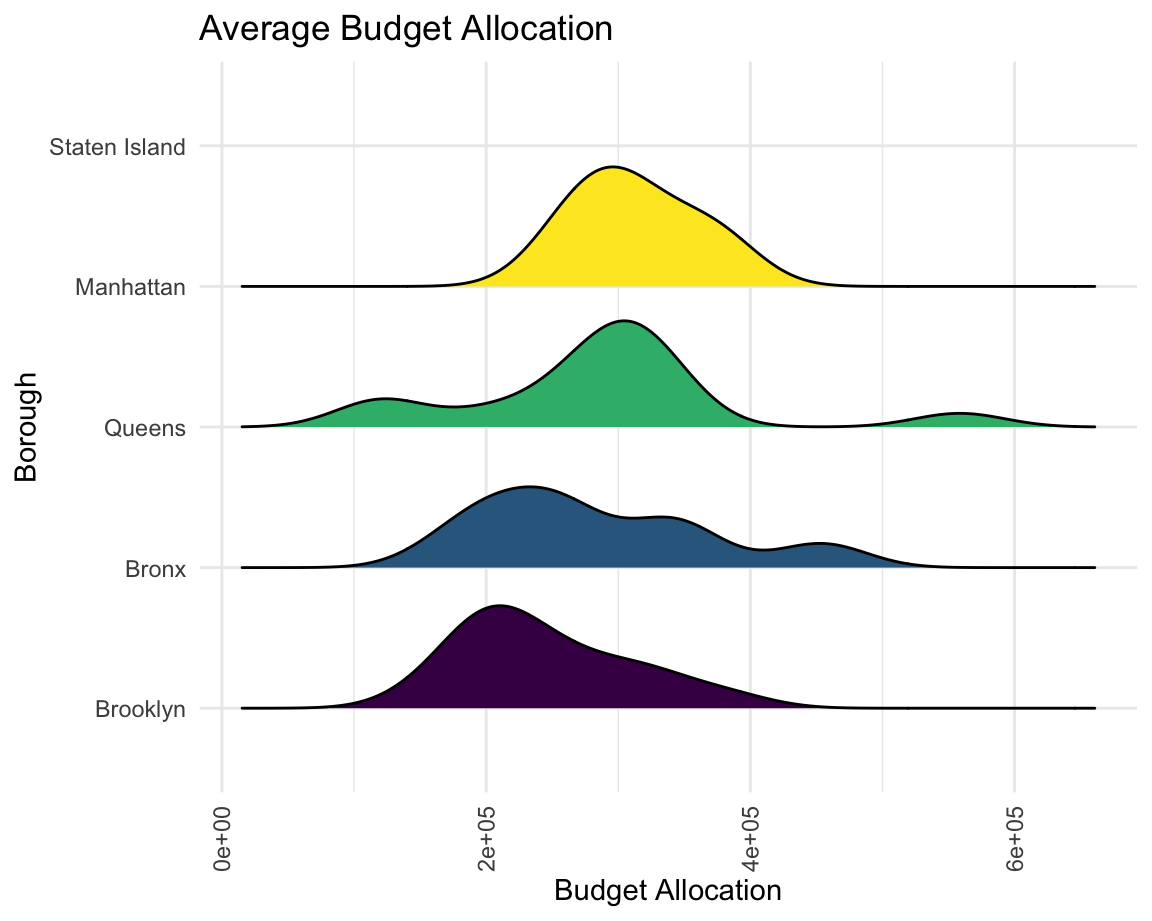 Average Budget Allocation
Staten Island
Manhattan
Queens
Bronx
Brooklyn
Borough
0e+00
2e+05
4e+05
6e+05
Budget Allocation